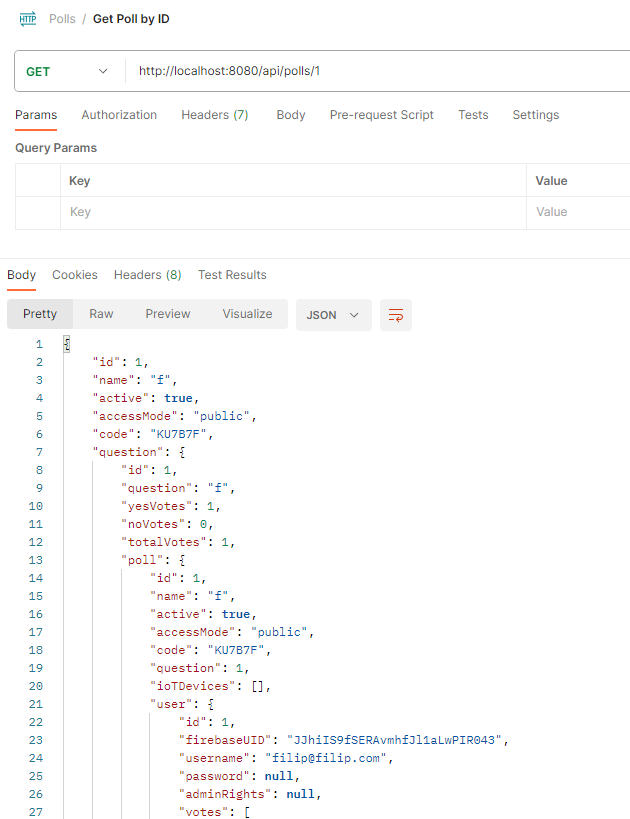 HTTP Polls / Get Poll by ID
GET http://localhost:8080/api/polls/1
Params Authorization Headers (7) Body Pre-request Script Tests Settings
Query Params
Key Value
Key Value
Body Cookies Headers (8) Test Results
Pretty Raw Preview Visualize JSON
1 {
2 "id": 1,
3 "name": "f",
4 "active": true,
5 "accessMode": "public",
6 "code": "KU7B7F",
7 "question": {
8 "id": 1,
9 "question": "f",
10 "yesVotes": 1,
11 "noVotes": 0,
12 "totalVotes": 1,
13 "poll": {
14 "id": 1,
15 "name": "f",
16 "active": true,
17 "accessMode": "public",
18 "code": "KU7B7F",
19 "question": 1,
20 "ioTDevices": [],
21 "user": {
22 "id": 1,
23 "firebaseUID": "JJhiIS9fSERAvmhfJl1aLwPIR043",
24 "username": "filip@filip.com",
25 "password": null,
26 "adminRights": null,
27 "votes": [